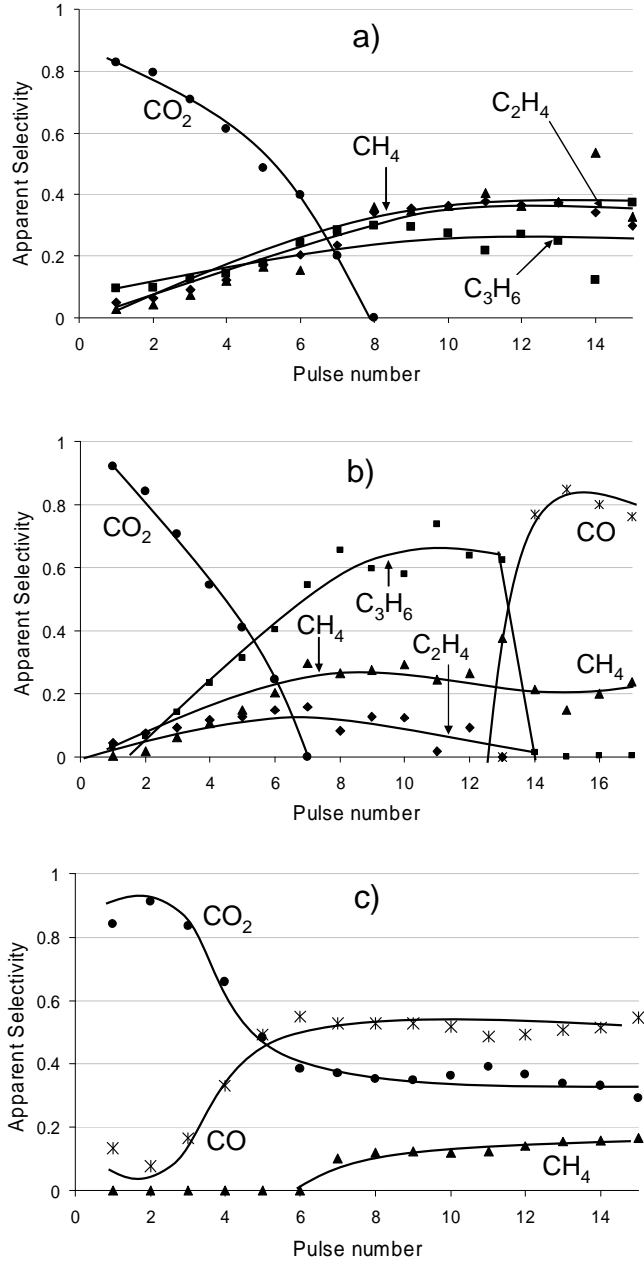 a)
Apparent Selectivity
1
0.8
0.6
0.4
0.2
0
CO2
CH4
C2H4
C3H6
0 2 4 6 8 10 12 14
Pulse number
b)
Apparent Selectivity
1
0.8
0.6
0.4
0.2
0
CO2
CH4
C3H6
C2H4
CO
CH4
0 2 4 6 8 10 12 14 16
Pulse number
c)
Apparent Selectivity
1
0.8
0.6
0.4
0.2
0
CO2
CO
CH4
0 2 4 6 8 10 12 14
Pulse number